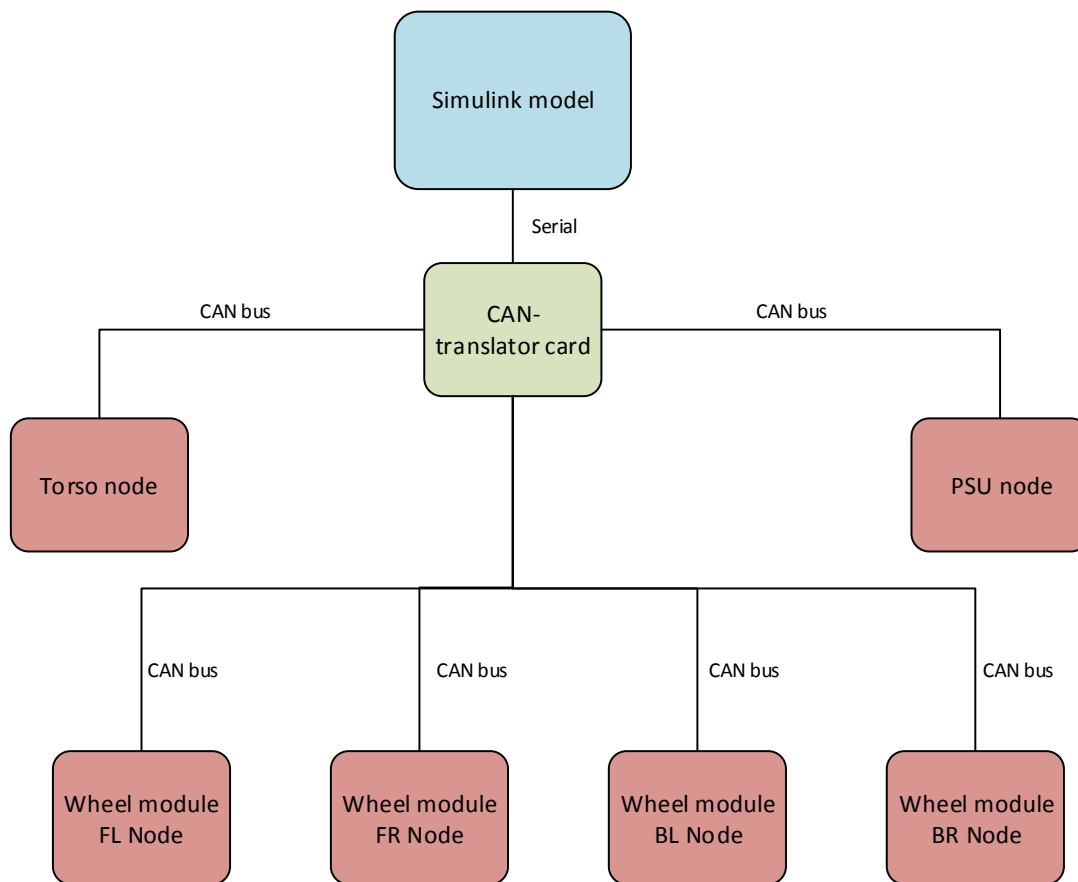 Simulink model
Serial
CAN bus
CAN-
translator card
CAN bus
Torso node
PSU node
CAN bus
CAN bus
CAN bus
CAN bus
Wheel module
FL Node
Wheel module
FR Node
Wheel module
BL Node
Wheel module
BR Node